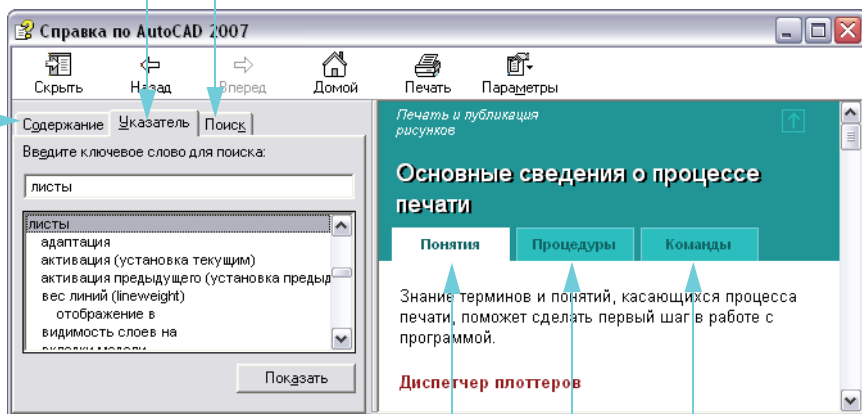 Справка по AutoCAD 2007
Скрыть Назад Вперед Домой Печать Параметры
Содержание Указатель Поиск
Введите ключевое слово для поиска:
листы
листы
адаптация
активация (установка текущим)
активация предыдущего (установка предыд
вес линий (lineweight)
отображение в
видимость слоев на
вкладки модели
Показать
Печать и публикация
рисунков
Основные сведения о процессе
печати
Понятия Процедуры Команды
Знание терминов и понятий, касающихся процесса
печати, поможет сделать первый шаг в работе с
программой.
Диспетчер плоттеров